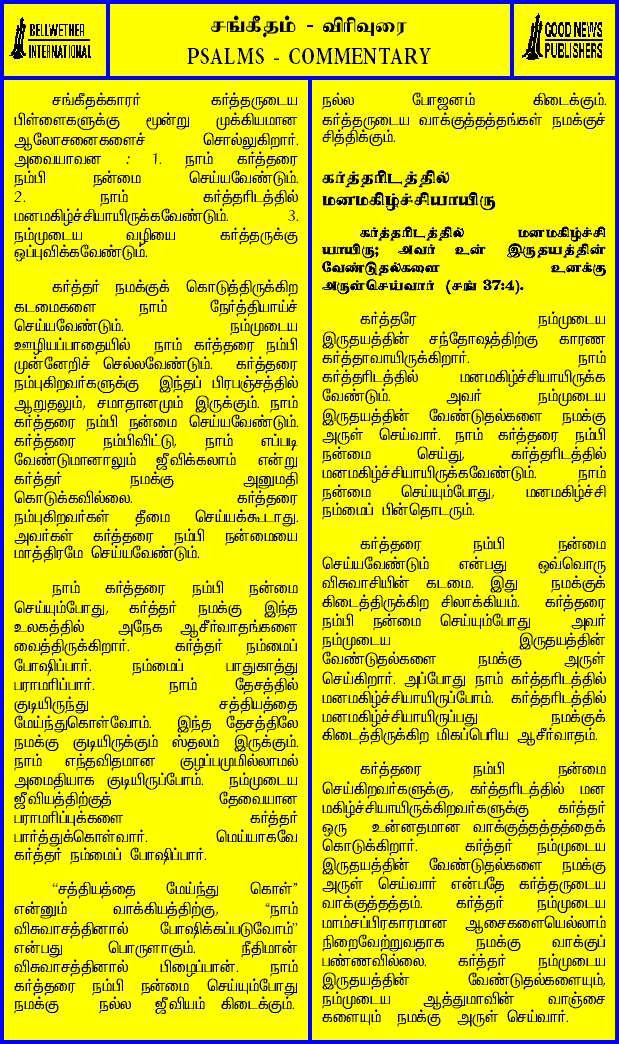 BELLWETHER
INTERNATIONAL
சங்கீதம் - விரிவுரை
PSALMS - COMMENTARY
GOOD NEWS
PUBLISHERS
சங்கீதக்காரர் கர்த்தருடைய
பிள்ளைகளுக்கு மூன்று முக்கியமான
ஆலோசனைகளைச் சொல்லுகிறார்.
அவையாவன : 1. நாம் கர்த்தரை
நம்பி நன்மை செய்யவேண்டும்.
2. நாம் கர்த்தரிடத்தில்
மனமகிழ்ச்சியாயிருக்கவேண்டும். 3.
நம்முடைய வழியை கர்த்தருக்கு
ஒப்புவிக்கவேண்டும்.
கர்த்தர் நமக்குக் கொடுத்திருக்கிற
கடமைகளை நாம் நேர்த்தியாய்ச்
செய்யவேண்டும். நம்முடைய
ஊழியப்பாதையில் நாம் கர்த்தரை நம்பி
முன்னேறிச் செல்லவேண்டும். கர்த்தரை
நம்புகிறவர்களுக்கு இந்தப் பிரபஞ்சத்தில்
ஆறுதலும், சமாதானமும் இருக்கும். நாம்
கர்த்தரை நம்பி நன்மை செய்யவேண்டும்.
கர்த்தரை நம்பிவிட்டு, நாம் எப்படி
வேண்டுமானாலும் ஜீவிக்கலாம் என்று
கர்த்தர் நமக்கு அனுமதி
கொடுக்கவில்லை. கர்த்தரை
நம்புகிறவர்கள் தீமை செய்யக்கூடாது.
அவர்கள் கர்த்தரை நம்பி நன்மையை
மாத்திரமே செய்யவேண்டும்.
நாம் கர்த்தரை நம்பி நன்மை
செய்யும்போது, கர்த்தர் நமக்கு இந்த
உலகத்தில் அநேக ஆசீர்வாதங்களை
வைத்திருக்கிறார். கர்த்தர் நம்மைப்
போஷிப்பார். நம்மைப் பாதுகாத்து
பராமரிப்பார். நாம் தேசத்தில்
குடியிருந்து சத்தியத்தை
மேய்ந்துகொள்வோம். இந்த தேசத்திலே
நமக்கு குடியிருக்கும் ஸ்தலம் இருக்கும்.
நாம் எந்தவிதமான குழப்பமுமில்லாமல்
அமைதியாக குடியிருப்போம். நம்முடைய
ஜீவியத்திற்குத் தேவையான
பராமரிப்புக்களை கர்த்தர்
பார்த்துக்கொள்வார். மெய்யாகவே
கர்த்தர் நம்மைப் போஷிப்பார்.
“சத்தியத்தை மேய்ந்து கொள்”
என்னும் வாக்கியத்திற்கு, “நாம்
விசுவாசத்தினால் போஷிக்கப்படுவோம்”
என்பது பொருளாகும். நீதிமான்
விசுவாசத்தினால் பிழைப்பான். நாம்
கர்த்தரை நம்பி நன்மை செய்யும்போது
நமக்கு நல்ல ஜீவியம் கிடைக்கும்.
நல்ல போஜனம் கிடைக்கும்.
கர்த்தருடைய வாக்குத்தத்தங்கள் நமக்குச்
சித்திக்கும்.
கர்த்தரிடத்தில்
மனமகிழ்ச்சியாயிரு
கர்த்தரிடத்தில் மனமகிழ்ச்சி
யாயிரு; அவர் உன் இருதயத்தின்
வேண்டுதல்களை உனக்கு
அருள்செய்வார் (சங் 37:4).
கர்த்தரே நம்முடைய
இருதயத்தின் சந்தோஷத்திற்கு காரண
கர்த்தாவாயிருக்கிறார். நாம்
கர்த்தரிடத்தில் மனமகிழ்ச்சியாயிருக்க
வேண்டும். அவர் நம்முடைய
இருதயத்தின் வேண்டுதல்களை நமக்கு
அருள் செய்வார். நாம் கர்த்தரை நம்பி
நன்மை செய்து, கர்த்தரிடத்தில்
மனமகிழ்ச்சியாயிருக்கவேண்டும். நாம்
நன்மை செய்யும்போது, மனமகிழ்ச்சி
நம்மைப் பின்தொடரும்.
கர்த்தரை நம்பி நன்மை
செய்யவேண்டும் என்பது ஒவ்வொரு
விசுவாசியின் கடமை. இது நமக்குக்
கிடைத்திருக்கிற சிலாக்கியம். கர்த்தரை
நம்பி நன்மை செய்யும்போது அவர்
நம்முடைய இருதயத்தின்
வேண்டுதல்களை நமக்கு அருள்
செய்கிறார். அப்போது நாம் கர்த்தரிடத்தில்
மனமகிழ்ச்சியாயிருப்போம். கர்த்தரிடத்தில்
மனமகிழ்ச்சியாயிருப்பது நமக்குக்
கிடைத்திருக்கிற மிகப்பெரிய ஆசீர்வாதம்.
கர்த்தரை நம்பி நன்மை
செய்கிறவர்களுக்கு, கர்த்தரிடத்தில் மன
மகிழ்ச்சியாயிருக்கிறவர்களுக்கு கர்த்தர்
ஒரு உன்னதமான வாக்குத்தத்தத்தைக்
கொடுக்கிறார். கர்த்தர் நம்முடைய
இருதயத்தின் வேண்டுதல்களை நமக்கு
அருள் செய்வார் என்பதே கர்த்தருடைய
வாக்குத்தத்தம். கர்த்தர் நம்முடைய
மாம்சப்பிரகாரமான ஆசைகளையெல்லாம்
நிறைவேற்றுவதாக நமக்கு வாக்குப்
பண்ணவில்லை. கர்த்தர் நம்முடைய
இருதயத்தின் வேண்டுதல்களையும்,
நம்முடைய ஆத்துமாவின் வாஞ்சை
களையும் நமக்கு அருள் செய்வார்.